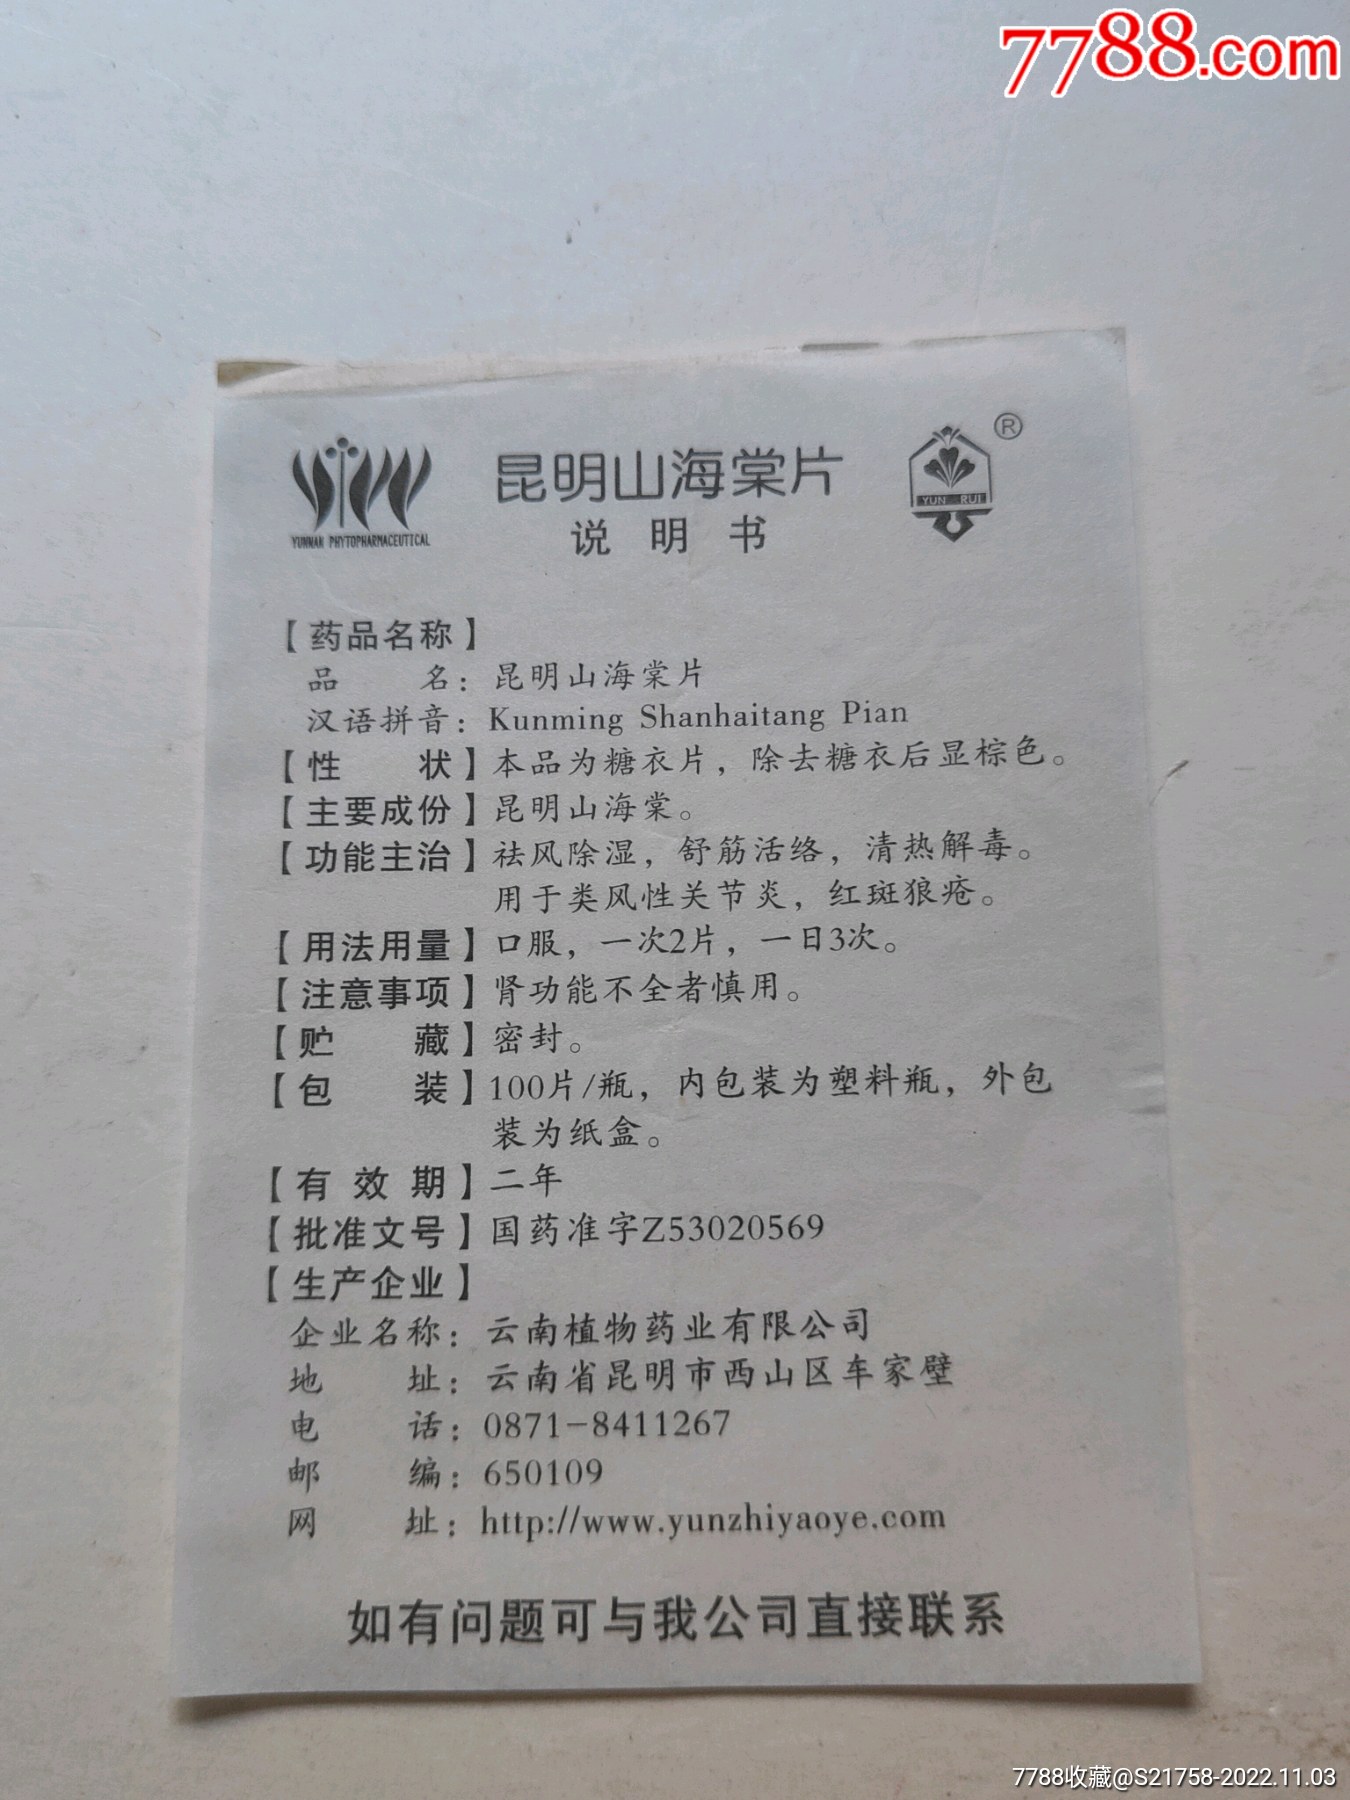 7788.com
YUNNAN PHYTOPHARMACEUTICAL
昆明山海棠片
®
YUN RUI
说明书
【药品名称】
品名：昆明山海棠片
汉语拼音：Kunming Shanhaitang Pian
【性状】本品为糖衣片，除去糖衣后显棕色。
【主要成份】昆明山海棠。
【功能主治】祛风除湿，舒筋活络，清热解毒。
用于类风性关节炎，红斑狼疮。
【用法用量】口服，一次2片，一日3次。
【注意事项】肾功能不全者慎用。
【贮藏】密封。
【包装】100片/瓶，内包装为塑料瓶，外包
装为纸盒。
【有效期】二年
【批准文号】国药准字Z53020569
【生产企业】
企业名称：云南植物药业有限公司
地址：云南省昆明市西山区车家壁
电话：0871-8411267
邮编：650109
网址：http://www.yunzhiyaoye.com
如有问题可与我公司直接联系
7788收藏@S21758-2022.11.03